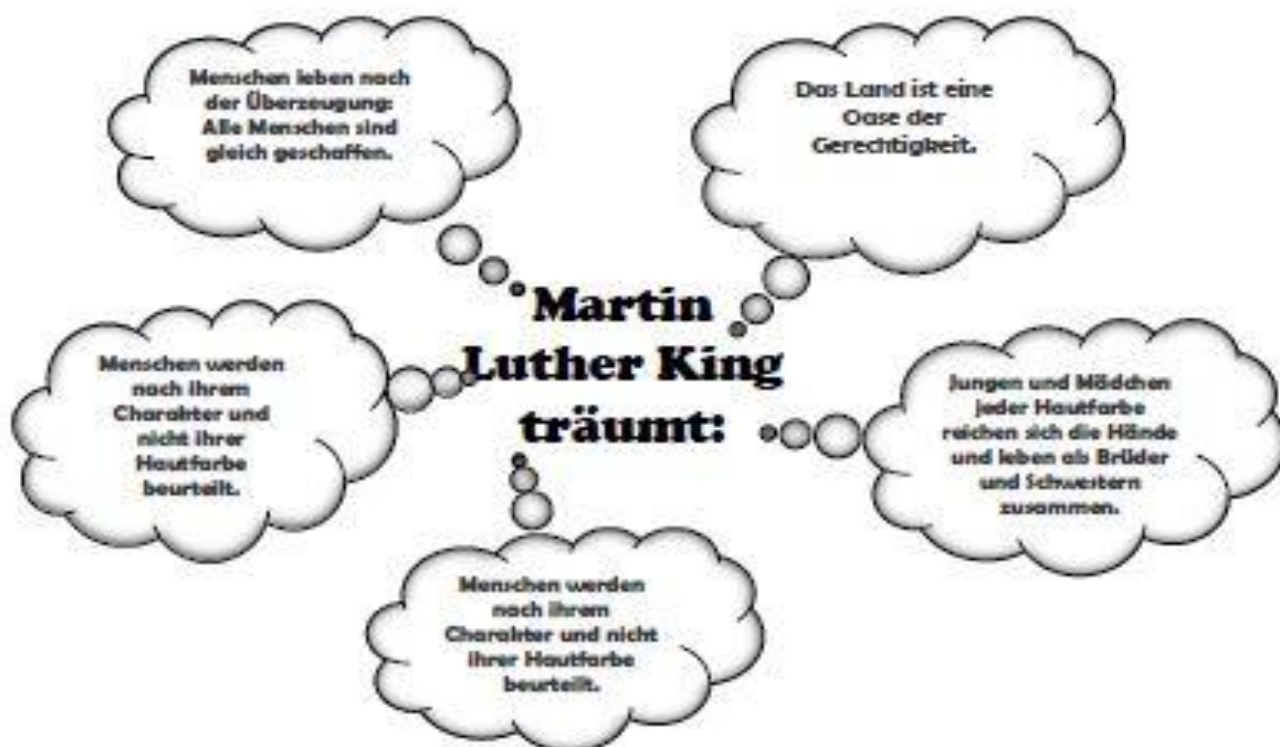 Menschen leben nach
der Überzeugung:
Alle Menschen sind
gleich geschaffen.
Das Land ist eine
Oase der
Gerechtigkeit.
Martin
Luther King
träumt:
Menschen werden
nach ihrem
Charakter und
nicht ihrer
Hautfarbe
beurteilt.
Jungen und Mädchen
jeder Hautfarbe
reichen sich die Hände
und leben als Brüder
und Schwestern
zusammen.
Menschen werden
nach ihrem
Charakter und nicht
ihrer Hautfarbe
beurteilt.